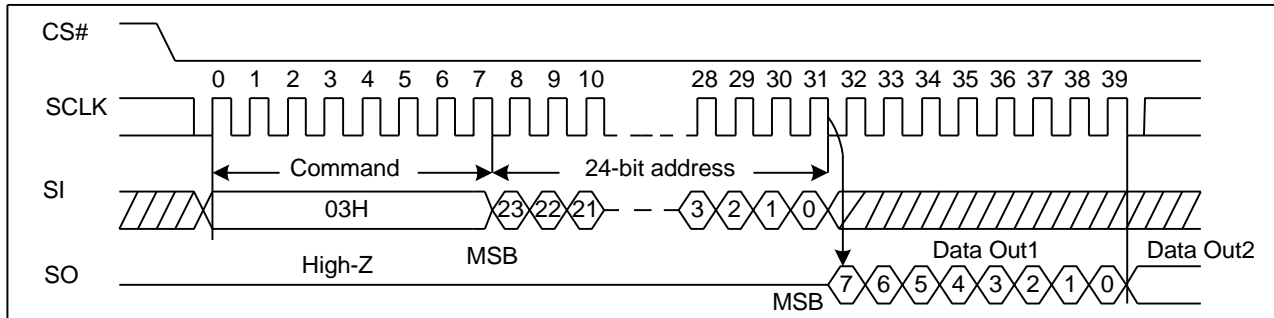 CS#
0 1 2 3 4 5 6 7 8 9 10 28 29 30 31 32 33 34 35 36 37 38 39
SCLK
Command 24-bit address
SI 03H 23 22 21 3 2 1 0
High-Z MSB Data Out1 Data Out2
SO MSB 7 6 5 4 3 2 1 0